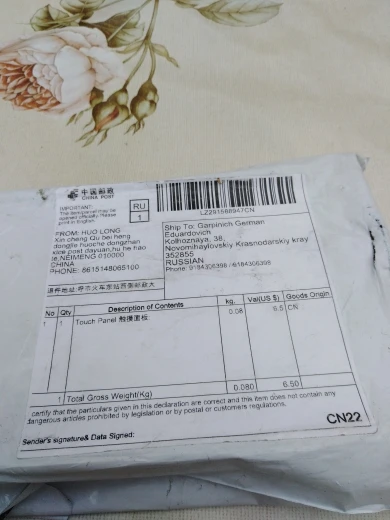 中国邮政
CHINA POST
RU
1
IMPORTANT:
The item/parcel may be
opened officially. Please
print in English.
LZ291588947CN
FROM: HUO LONG
Xin cheng Qu bei heng
dongjie huoche dongzhan
xice post dayuan,hu he hao
te,NEIMENG 010000
CHINA
PHONE: 8615148065100
Ship To: Garpinich German
Eduardovich
Kolhoznaya, 38,
Novomihaylovskiy Krasnodarskiy kray
352855
RUSSIAN
Phone: 9184306398
No Qty Description of Contents kg. Val(US $) Goods Origin
1 1 Touch Panel 触摸面板 0.08 6.5 CN
1 Total Gross Weight(Kg) 0.080 6.50
certify that the particulars given in this declaration are correct and this item does not contain any
dangerous articles prohibited by legislation or by postal or customers regulations.
Sender's signature& Data Signed:
CN22